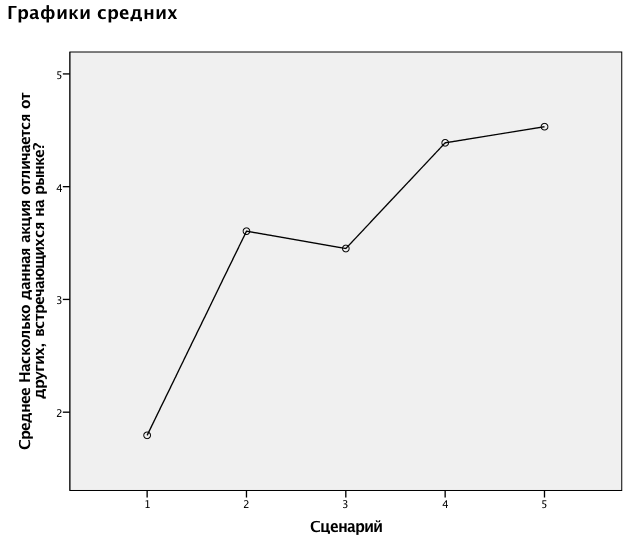 Графики средних
Среднее Насколько данная акция отличается от
других, встречающихся на рынке?
5
4
3
2
1 2 3 4 5
Сценарий